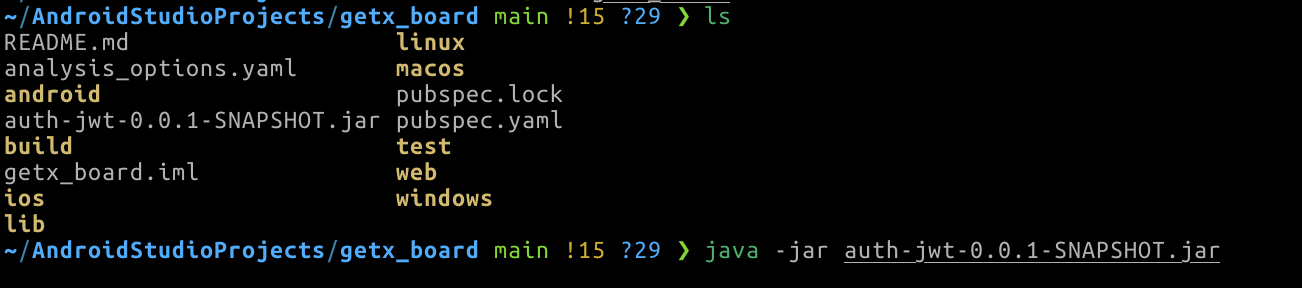 ~/AndroidStudioProjects/getx_board main !15 ?29 ❯ ls
README.md linux
analysis_options.yaml macos
android pubspec.lock
auth-jwt-0.0.1-SNAPSHOT.jar pubspec.yaml
build test
getx_board.iml web
ios windows
lib
~/AndroidStudioProjects/getx_board main !15 ?29 ❯ java -jar auth-jwt-0.0.1-SNAPSHOT.jar